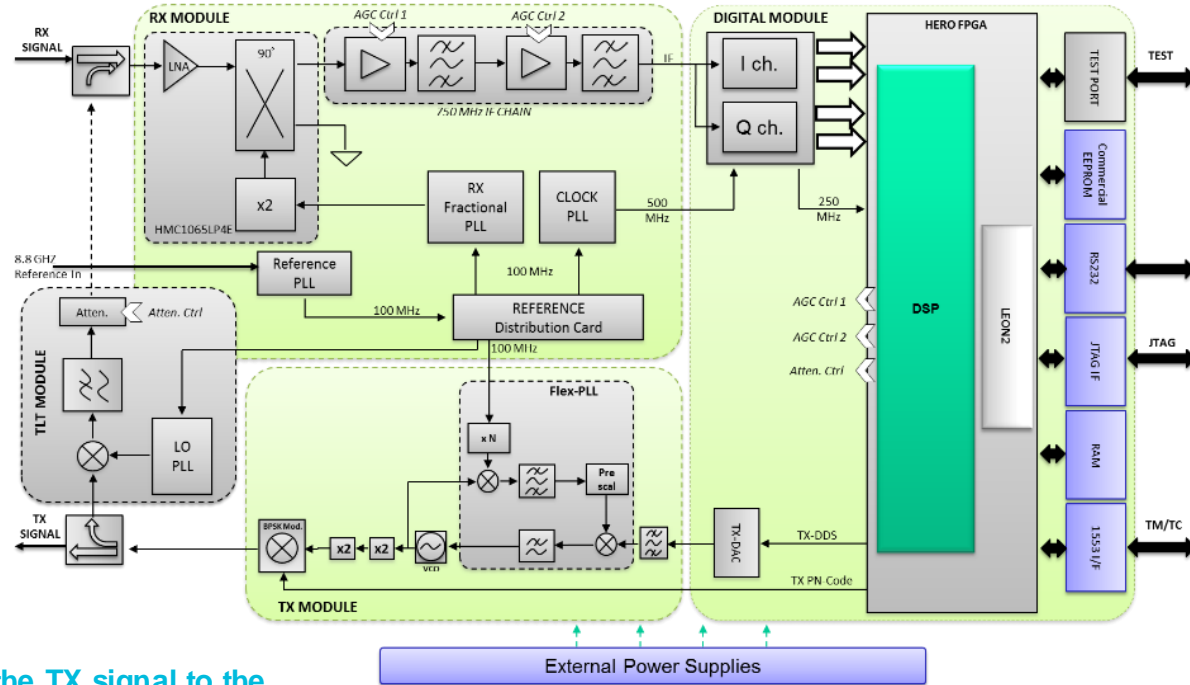 RX MODULE
AGC Ctrl 1
AGC Ctrl 2
DIGITAL MODULE
HERO FPGA
RX
SIGNAL
LNA
90°
IF
I ch.
Q ch.
750 MHz IF CHAIN
TEST PORT
TEST
Commercial
EEPROM
x2
HMC1065LP4E
RX
Fractional
PLL
CLOCK
PLL
500
MHz
250
MHz
8.8 GHZ
Reference In
Reference
PLL
100 MHz
100 MHz
REFERENCE
Distribution Card
100 MHz
RS232
AGC Ctrl 1
AGC Ctrl 2
Atten. Ctrl
DSP
LEON2
JTAG IF
JTAG
Atten.
Atten. Ctrl
TLT MODULE
LO
PLL
Flex-PLL
x N
Pre
scal
RAM
TX
SIGNAL
BPSK Mod.
x2
x2
VCO
TX-DAC
TX-DDS
TX PN-Code
1553 I/F
TM/TC
TX MODULE
External Power Supplies
the TX signal to the